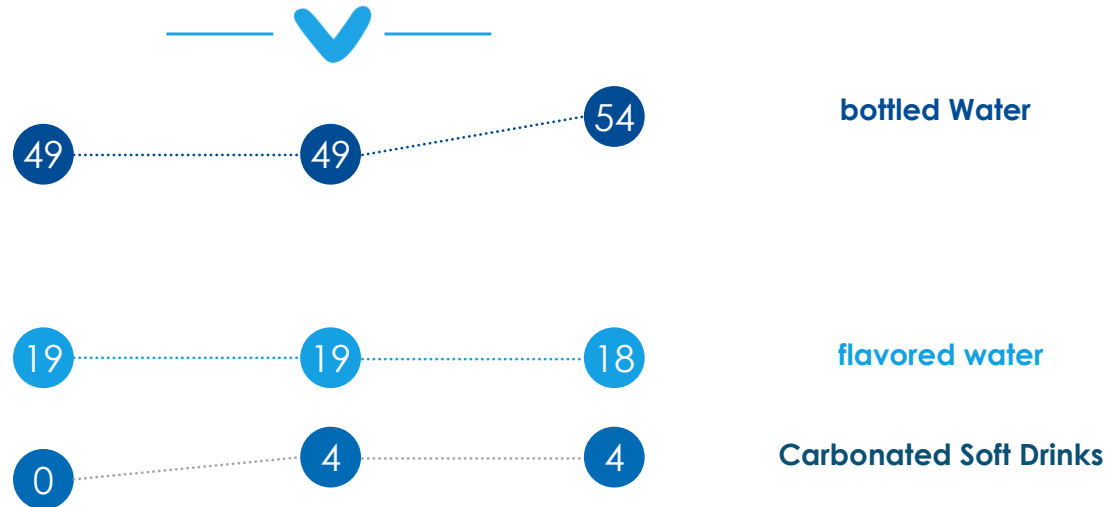 49 49 54 bottled Water
19 19 18 flavored water
0 4 4 Carbonated Soft Drinks